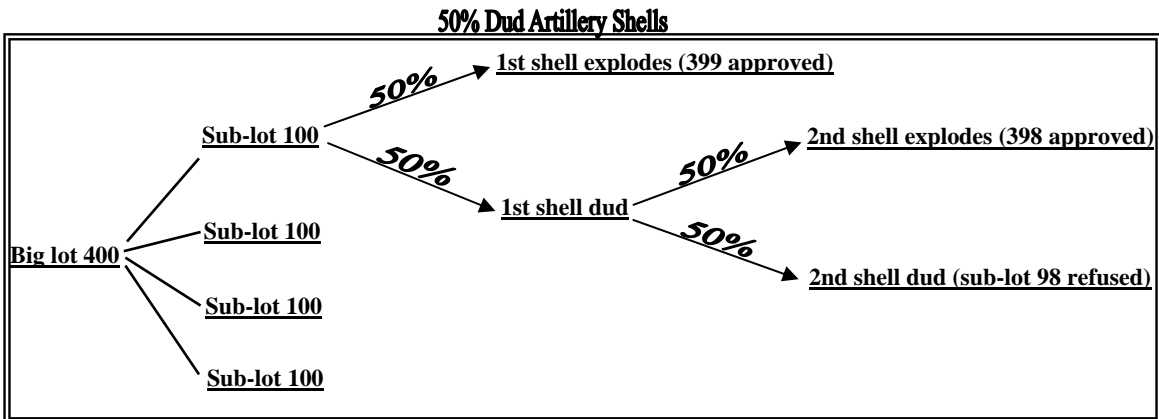 50% Dud Artillery Shells
1st shell explodes (399 approved)
50%
Sub-lot 100
50%
2nd shell explodes (398 approved)
50%
1st shell dud
Sub-lot 100
50%
Big lot 400
2nd shell dud (sub-lot 98 refused)
Sub-lot 100
Sub-lot 100